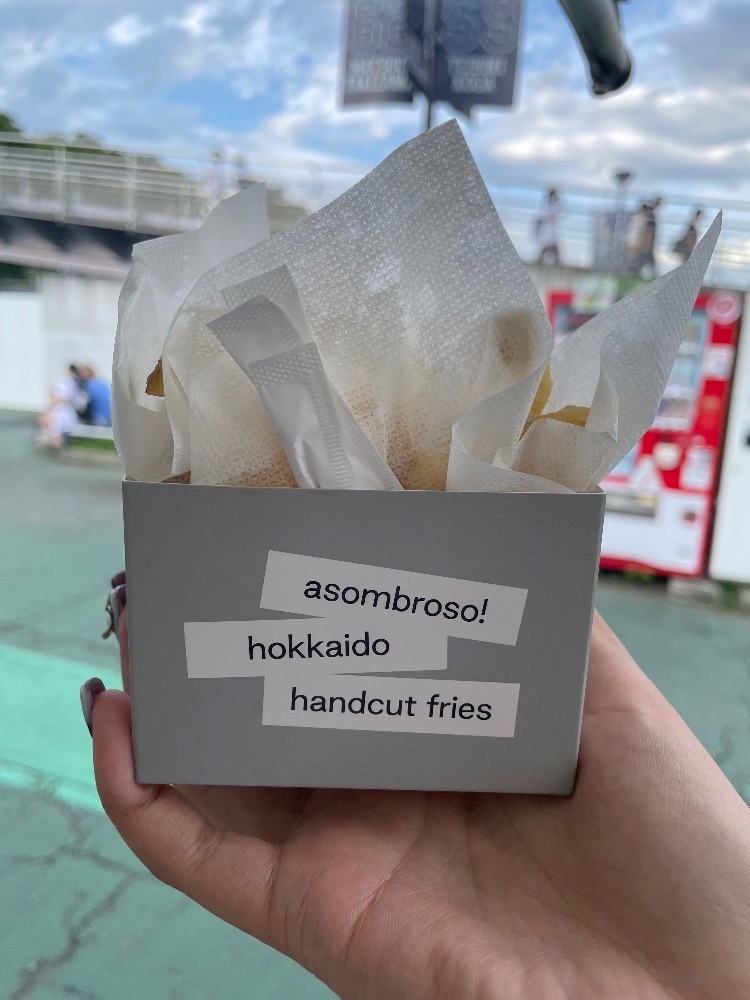 asombroso!
hokkaido
handcut fries